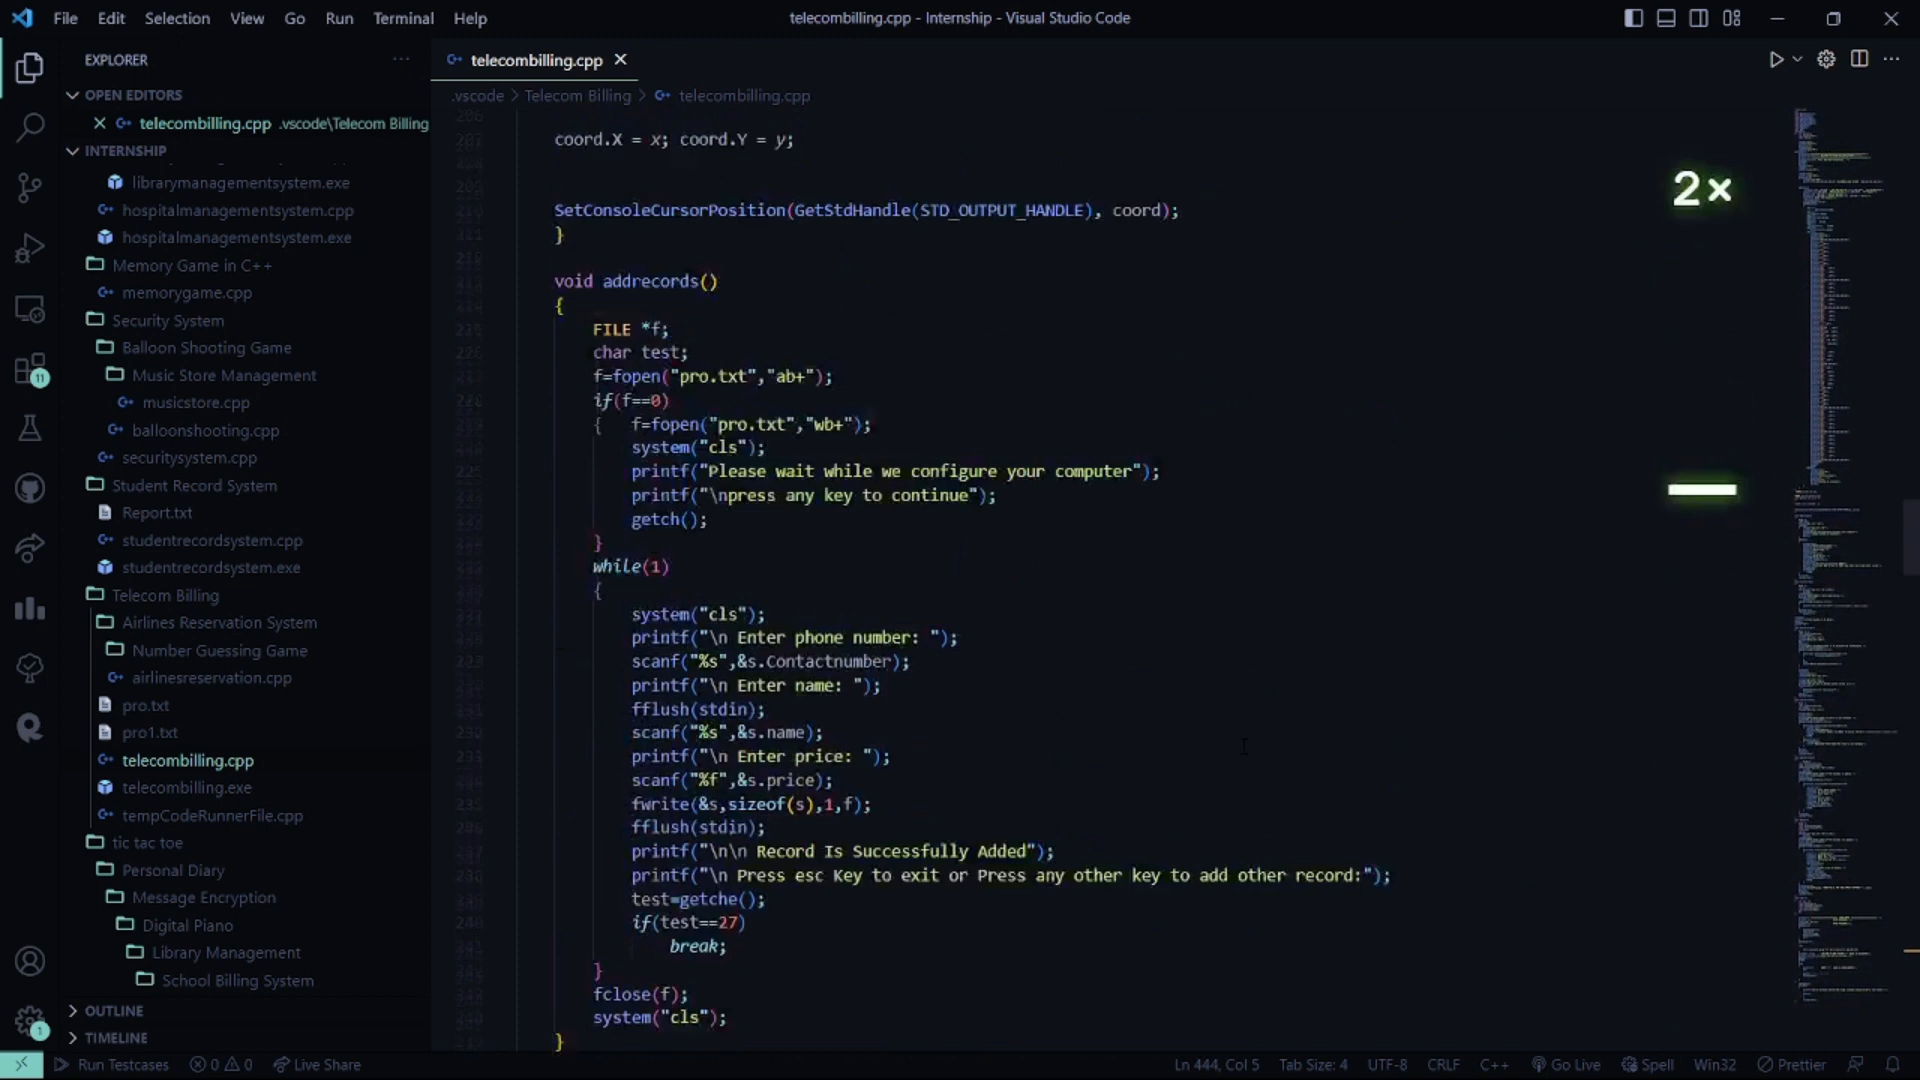 File Edit Selection View Go Run Terminal Help
telecombilling.cpp - Internship - Visual Studio Code
EXPLORER
OPEN EDITORS
telecombilling.cpp .vscode\Telecom Billing
INTERNSHIP
librarymanagementsystem.exe
hospitalmanagementsystem.cpp
hospitalmanagementsystem.exe
Memory Game in C++
memorygame.cpp
Security System
Balloon Shooting Game
Music Store Management
musicstore.cpp
balloonshooting.cpp
securitysystem.cpp
Student Record System
Report.txt
studentrecordsystem.cpp
studentrecordsystem.exe
Telecom Billing
Airlines Reservation System
Number Guessing Game
airlinesreservation.cpp
pro.txt
pro1.txt
telecombilling.cpp
telecombilling.exe
tempCodeRunnerFile.cpp
tic tac toe
Personal Diary
Message Encryption
Digital Piano
Library Management
School Billing System
OUTLINE
TIMELINE
11
1
telecombilling.cpp
.vscode > Telecom Billing > telecombilling.cpp
coord.X = x; coord.Y = y;
SetConsoleCursorPosition(GetStdHandle(STD_OUTPUT_HANDLE), coord);
}
void addrecords()
{
FILE *f;
char test;
f=fopen("pro.txt","ab+");
if(f==0)
{ f=fopen("pro.txt","wb+");
system("cls");
printf("Please wait while we configure your computer");
printf("\npress any key to continue");
getch();
}
while(1)
{
system("cls");
printf("\n Enter phone number: ");
scanf("%s",&s.Contactnumber);
printf("\n Enter name: ");
fflush(stdin);
scanf("%s",&s.name);
printf("\n Enter price: ");
scanf("%f",&s.price);
fwrite(&s,sizeof(s),1,f);
fflush(stdin);
printf("\n\n Record Is Successfully Added");
printf("\n Press esc Key to exit or Press any other key to add other record:");
test=getche();
if(test==27)
break;
}
fclose(f);
system("cls");
}
2×
Run Testcases 0 0 Live Share
Ln 444, Col 5 Tab Size: 4 UTF-8 CRLF C++ Go Live Spell Win32 Prettier